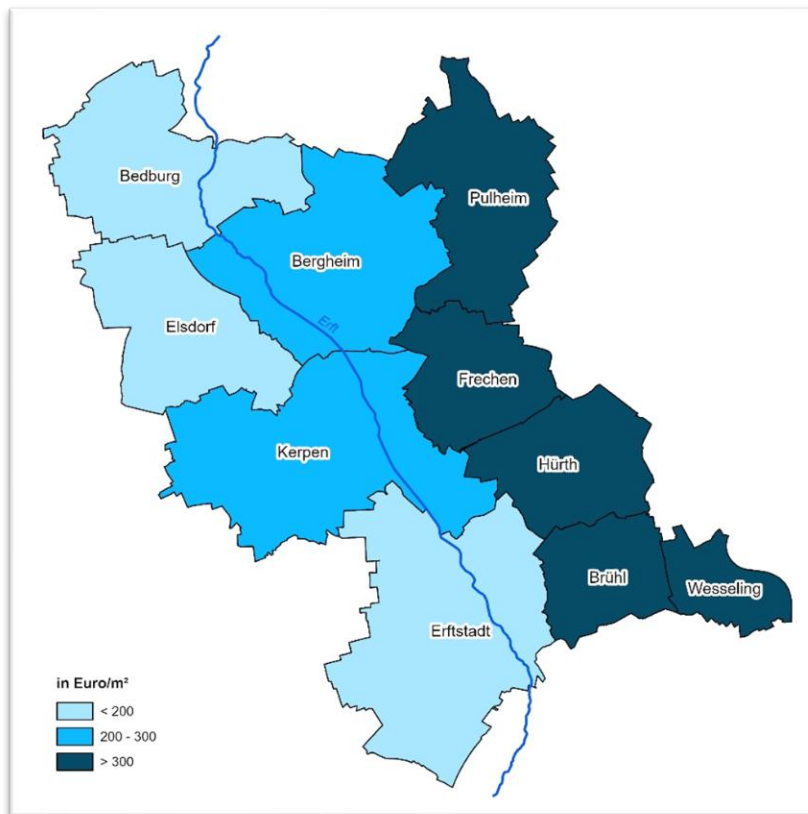 Bedburg
Pulheim
Bergheim
Elsdorf
Erft
Frechen
Kerpen
Hürth
Brühl
Wesseling
Erftstadt
in Euro/m²
< 200
200 - 300
> 300